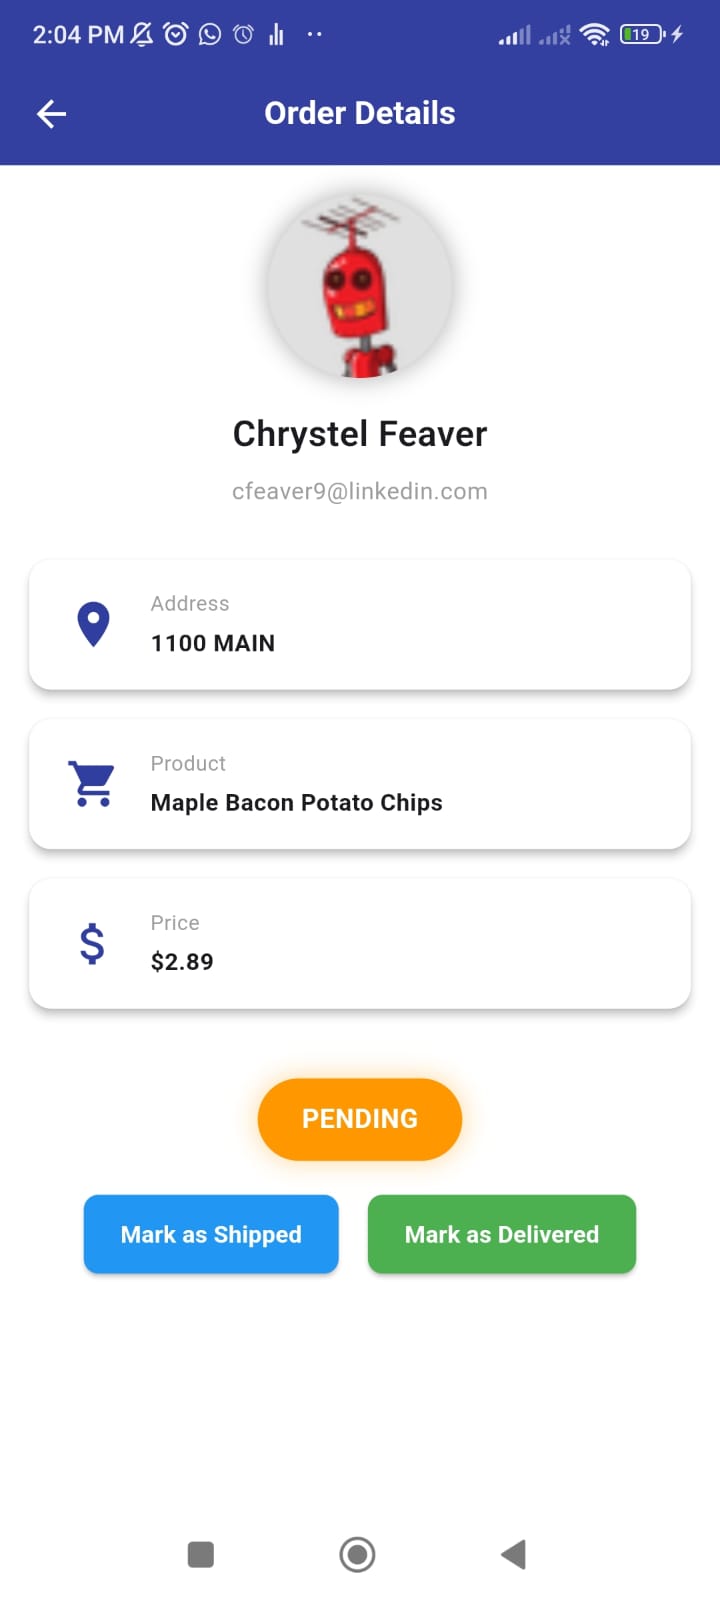 2:04 PM
19
Order Details
Chrystel Feaver
cfeaver9@linkedin.com
Address
1100 MAIN
Product
Maple Bacon Potato Chips
Price
$2.89
PENDING
Mark as Shipped
Mark as Delivered